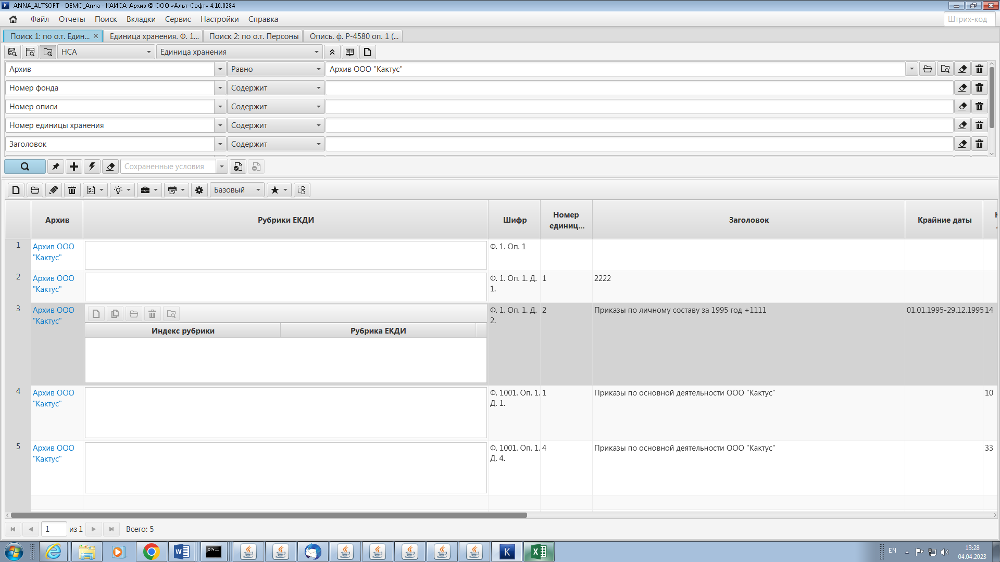 ANNA_ALTSOFT - DEMO_Anna - КАИСА-Архив © ООО «Альт-Софт» 4.10.0284
Файл Отчеты Поиск Вкладки Сервис Настройки Справка Штрих-код
Поиск 1: по о.т. Един... Единица хранения. Ф. 1... Поиск 2: по о.т. Персоны Опись. ф. Р-4580 оп. 1 (...
НСА Единица хранения
Архив Равно Архив ООО "Кактус"
Номер фонда Содержит
Номер описи Содержит
Номер единицы хранения Содержит
Заголовок Содержит
Сохраненные условия
Базовый
Архив Рубрики ЕКДИ Шифр Номер единиц... Заголовок Крайние даты
1 Архив ООО "Кактус" Ф. 1. Оп. 1
2 Архив ООО "Кактус" Ф. 1. Оп. 1. Д. 1. 1 2222
3 Архив ООО "Кактус" Ф. 1. Оп. 1. Д. 2. 2 Приказы по личному составу за 1995 год +1111 01.01.1995-29.12.1995 14
Индекс рубрики Рубрика ЕКДИ
4 Архив ООО "Кактус" Ф. 1001. Оп. 1. Д. 1. 1 Приказы по основной деятельности ООО "Кактус" 10
5 Архив ООО "Кактус" Ф. 1001. Оп. 1. Д. 4. 4 Приказы по основной деятельности ООО "Кактус" 33
1 из 1 Всего: 5
EN 13:28
04.04.2023